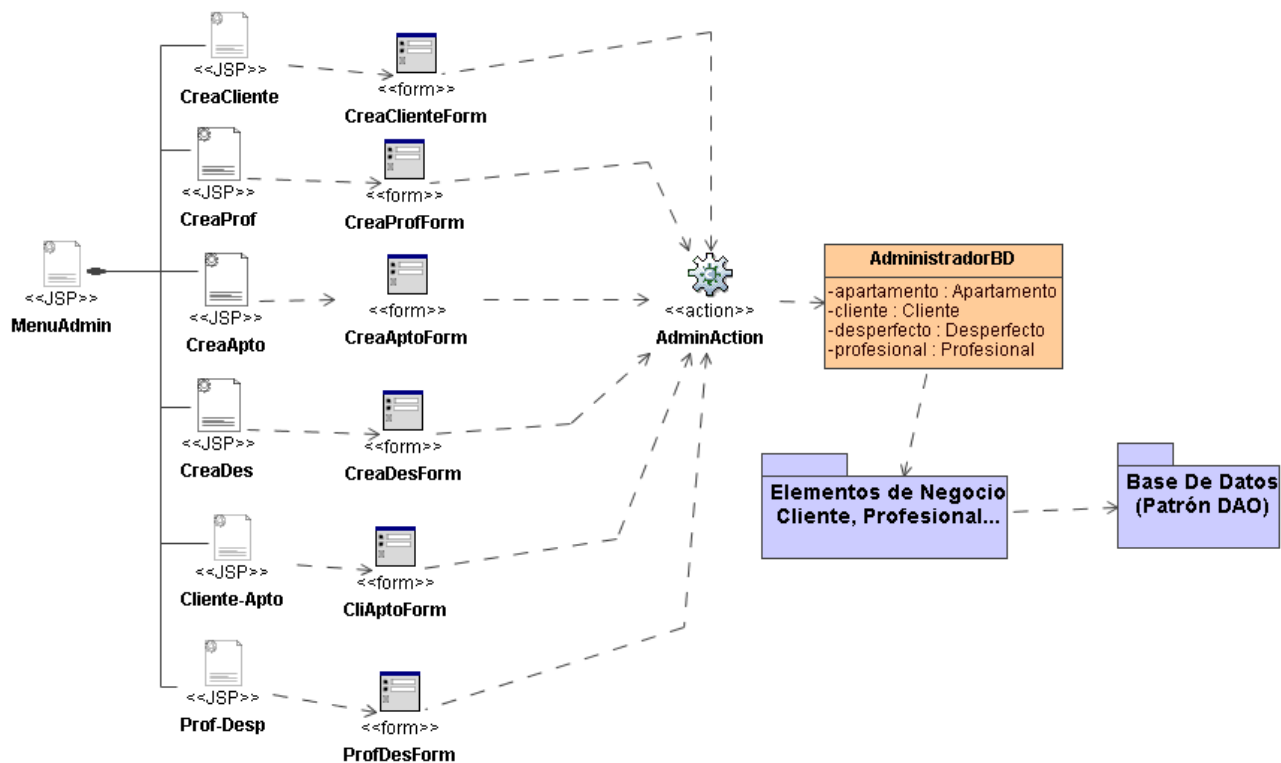 <<JSP>>
CreaCliente
<<form>>
CreaClienteForm
<<JSP>>
CreaProf
<<form>>
CreaProfForm
<<JSP>>
MenuAdmin
<<JSP>>
CreaApto
<<form>>
CreaAptoForm
<<action>>
AdminAction
AdministradorBD
-apartamento : Apartamento
-cliente : Cliente
-desperfecto : Desperfecto
-profesional : Profesional
<<JSP>>
CreaDes
<<form>>
CreaDesForm
Elementos de Negocio
Cliente, Profesional...
Base De Datos
(Patrón DAO)
<<JSP>>
Cliente-Apto
<<form>>
CliAptoForm
<<JSP>>
Prof-Desp
<<form>>
ProfDesForm